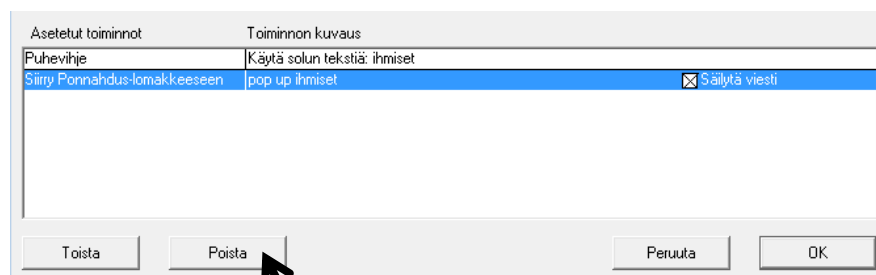 Asetetut toiminnot Toiminnon kuvaus
Puhevihje Käytä solun tekstiä: ihmiset
Siirry Ponnahdus-lomakkeeseen pop up ihmiset Säilytä viesti
Toista Poista Peruuta OK